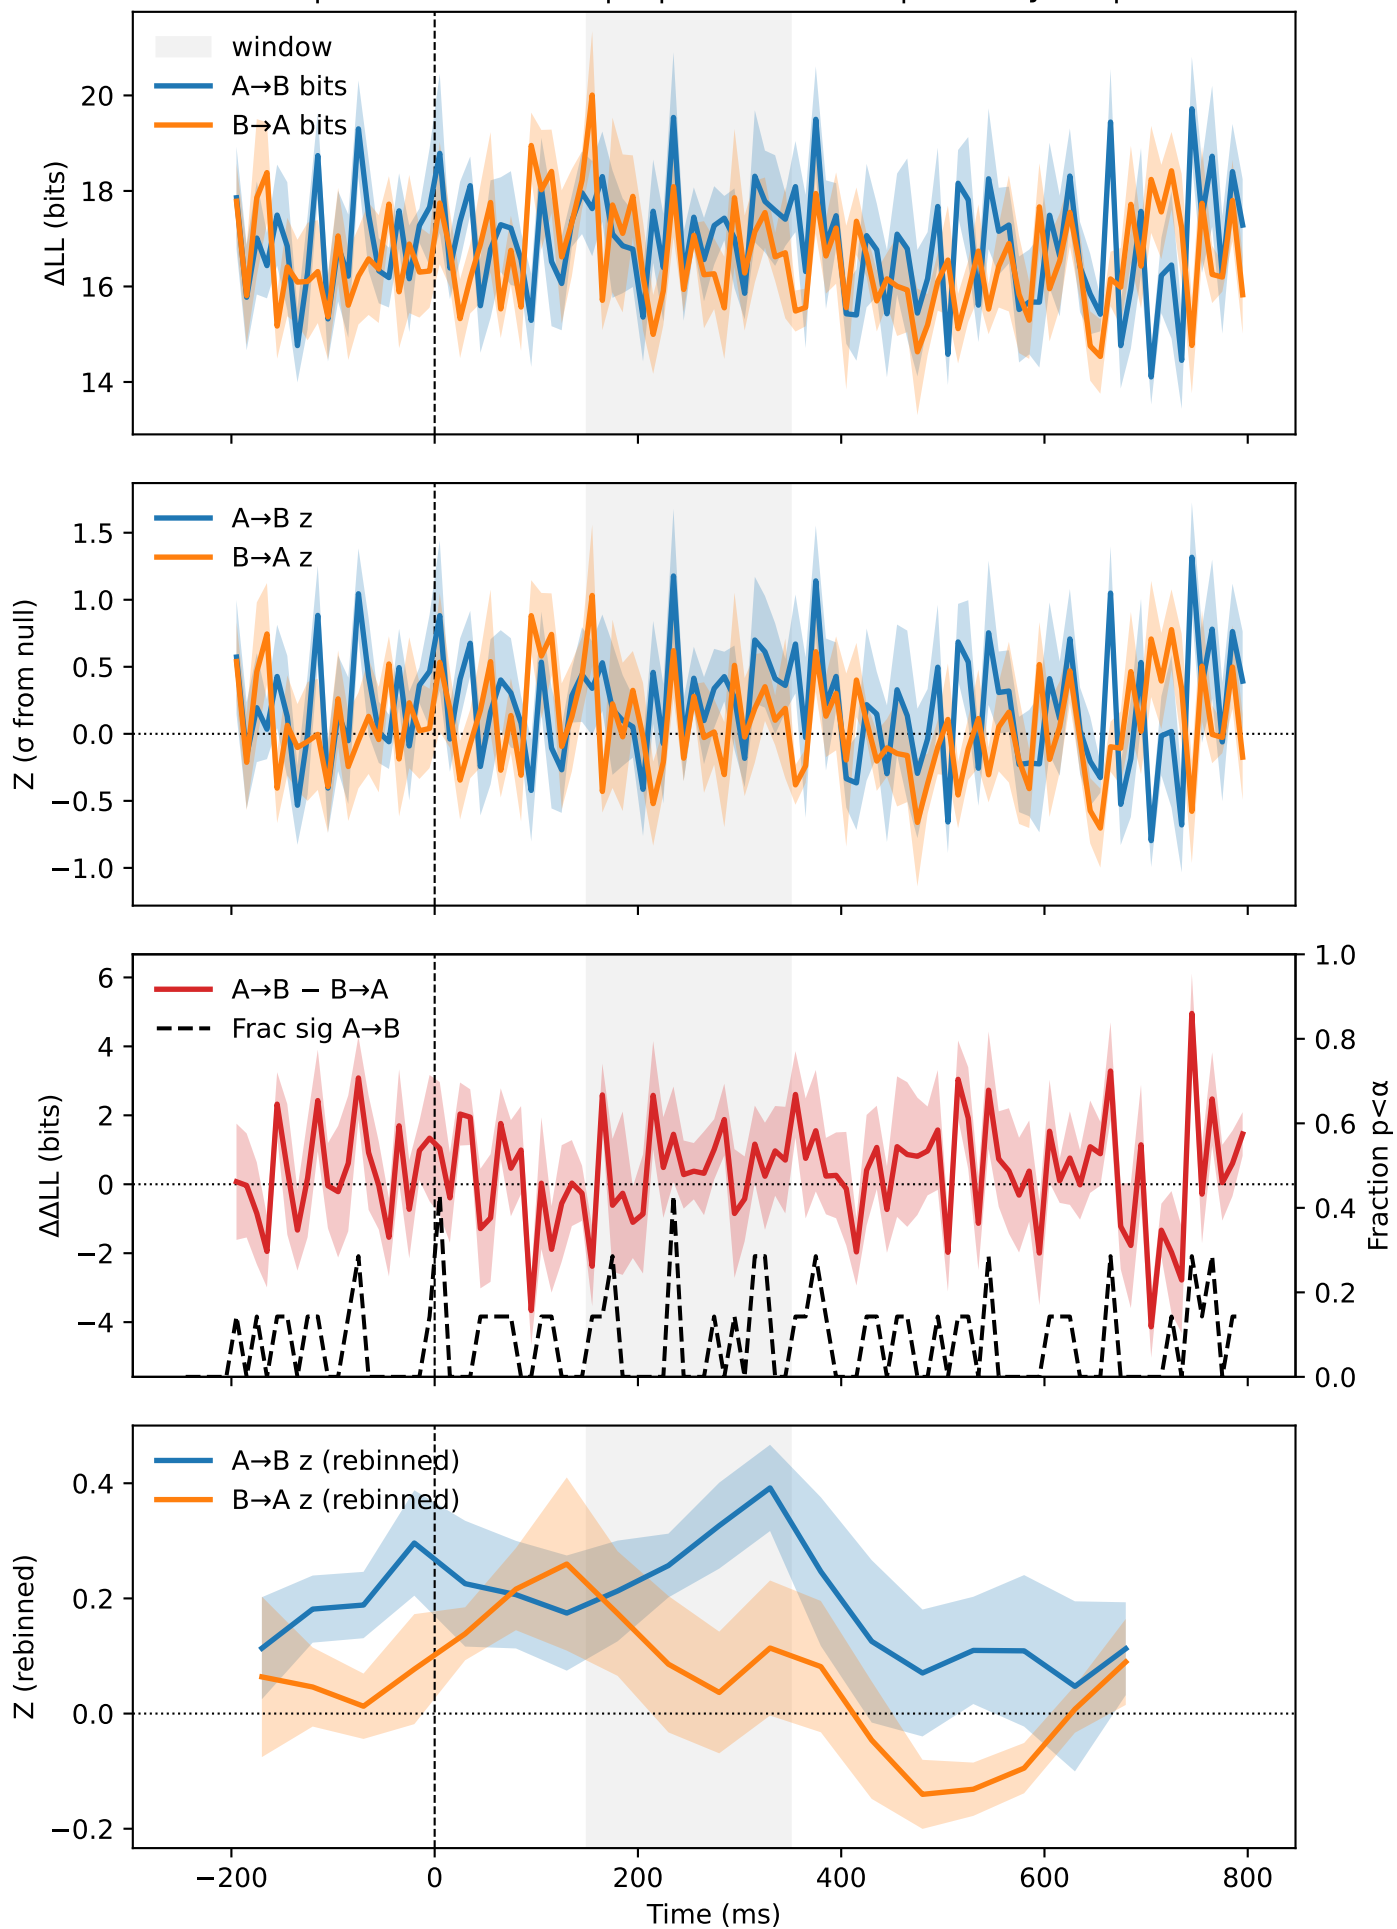 window
A→B bits
B→A bits
ΔLL (bits)
20
18
16
14
A→B z
B→A z
Z (σ from null)
1.5
1.0
0.5
0.0
−0.5
−1.0
A→B − B→A
Frac sig A→B
ΔΔLL (bits)
6
4
2
0
−2
−4
1.0
0.8
0.6
0.4
0.2
0.0
Fraction p<α
A→B z (rebinned)
B→A z (rebinned)
Z (rebinned)
0.4
0.2
0.0
−0.2
−200 0 200 400 600 800
Time (ms)